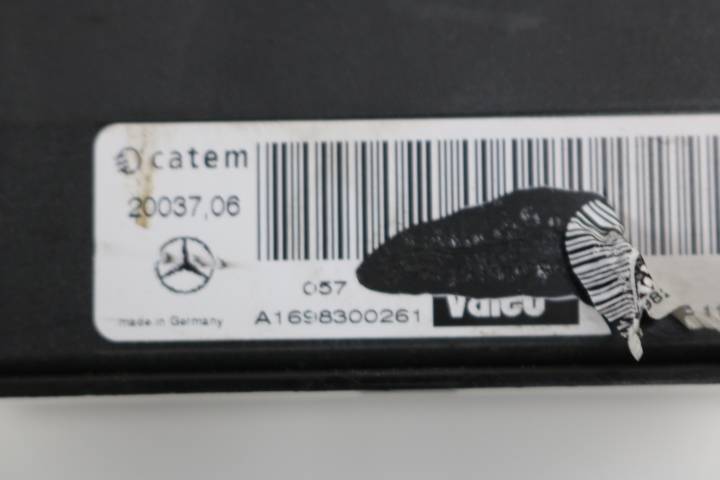 catem
20037,06
057
A1698300261
Valeo
made in Germany